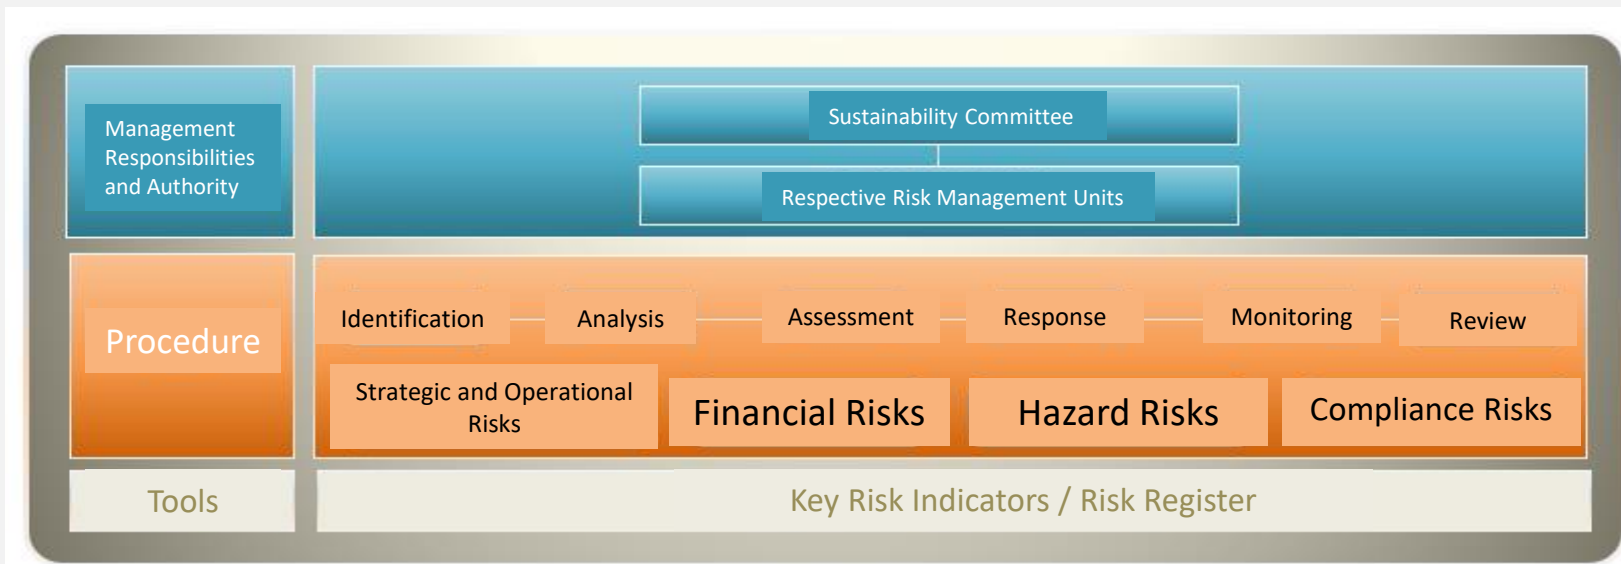 Management
Responsibilities
and Authority
Sustainability Committee
Respective Risk Management Units
Procedure
Identification
Analysis
Assessment
Response
Monitoring
Review
Strategic and Operational
Risks
Financial Risks
Hazard Risks
Compliance Risks
Tools
Key Risk Indicators / Risk Register